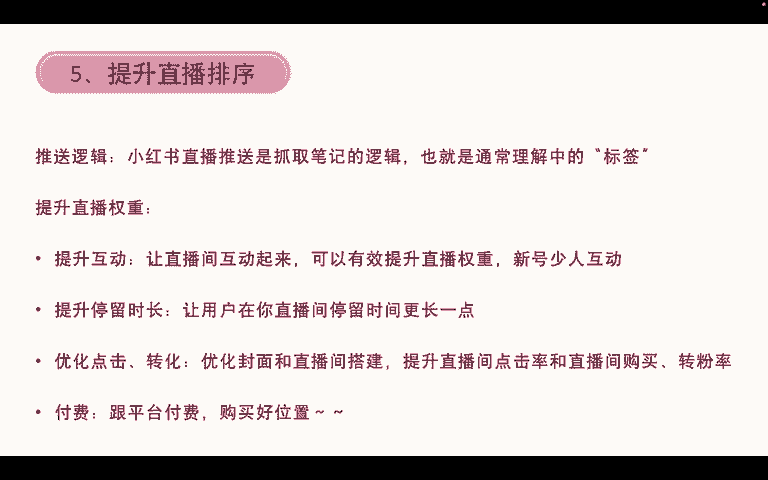 5、提升直播排序
推送逻辑：小红书直播推送是抓取笔记的逻辑，也就是通常理解中的“标签”
提升直播权重：
• 提升互动：让直播间互动起来，可以有效提升直播权重，新号少人互动
• 提升停留时长：让用户在你直播间停留时间更长一点
• 优化点击、转化：优化封面和直播间搭建，提升直播间点击率和直播间购买、转粉率
• 付费：跟平台付费，购买好位置~ ~